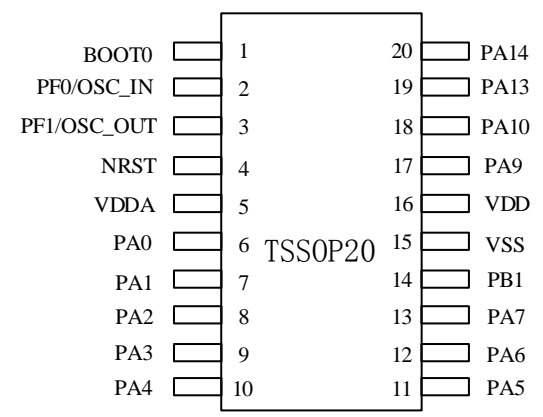 BOOT0 1 20 PA14
PF0/OSC_IN 2 19 PA13
PF1/OSC_OUT 3 18 PA10
NRST 4 17 PA9
VDDA 5 16 VDD
PA0 6 TSSOP20 15 VSS
PA1 7 14 PB1
PA2 8 13 PA7
PA3 9 12 PA6
PA4 10 11 PA5